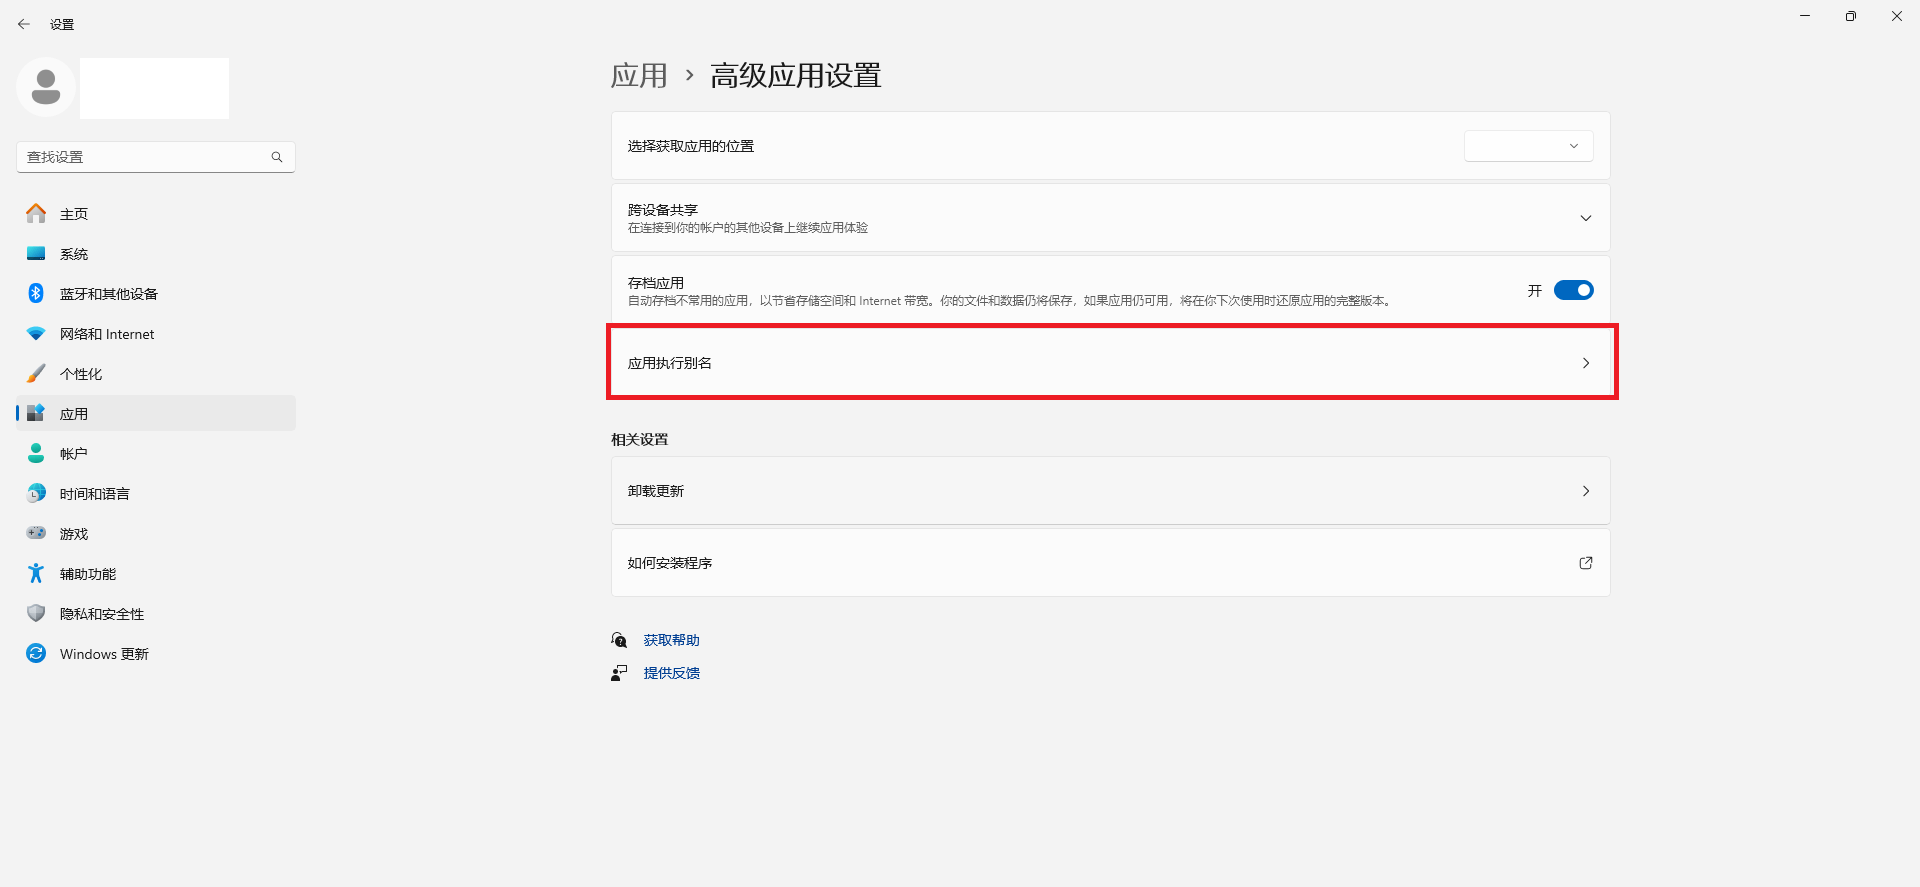 设置
查找设置
主页
系统
蓝牙和其他设备
网络和 Internet
个性化
应用
帐户
时间和语言
游戏
辅助功能
隐私和安全性
Windows 更新
应用 › 高级应用设置
选择获取应用的位置
跨设备共享
在连接到你的帐户的其他设备上继续应用体验
存档应用
自动存档不常用的应用，以节省存储空间和 Internet 带宽。你的文件和数据仍将保存，如果应用仍可用，将在你下次使用时还原应用的完整版本。
开
应用执行别名
相关设置
卸载更新
如何安装程序
获取帮助
提供反馈